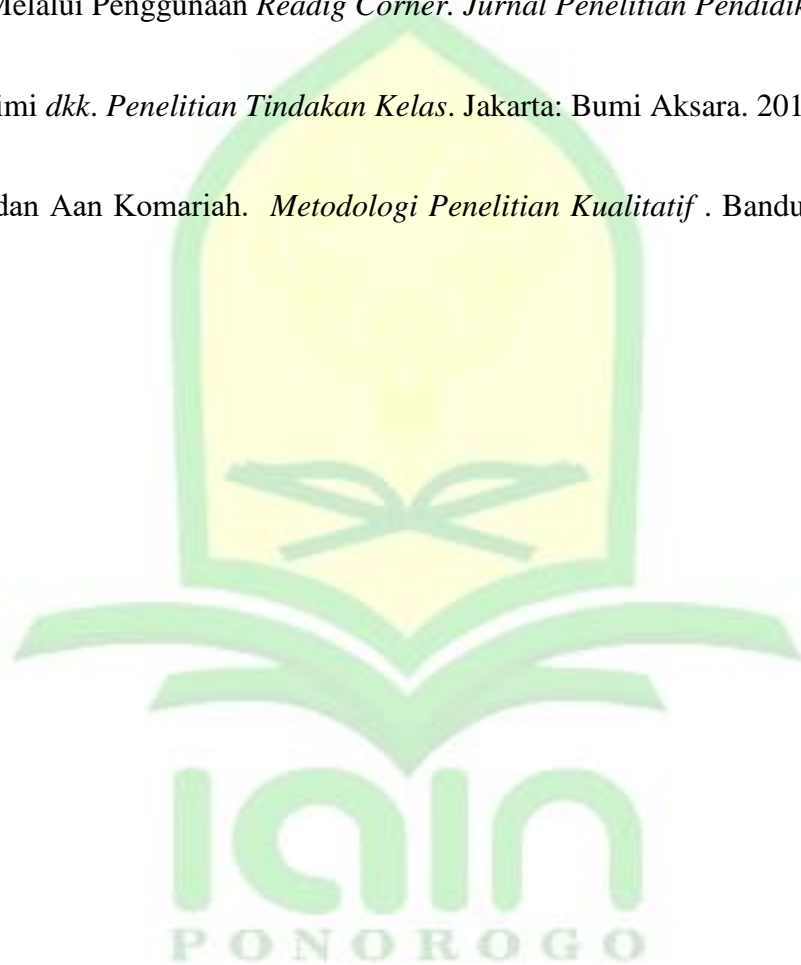 Melalui Penggunaan Readig Corner. Jurnal Penelitian Pendidik
imi dkk. Penelitian Tindakan Kelas. Jakarta: Bumi Aksara. 201
dan Aan Komariah. Metodologi Penelitian Kualitatif . Bandu
iain
PONOROGO